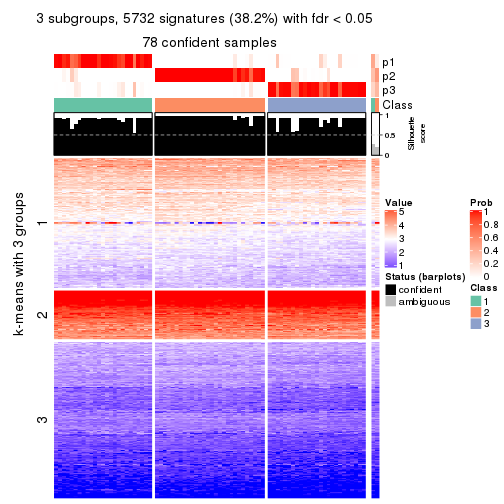 3 subgroups, 5732 signatures (38.2%) with fdr < 0.05
78 confident samples
p1
p2
p3
Class
1
0.5
0
Silhouette
score
k-means with 3 groups
1
2
3
Value
5
4
3
2
1
Status (barplots)
confident
ambiguous
Prob
1
0.8
0.6
0.4
0.2
0
Class
1
2
3